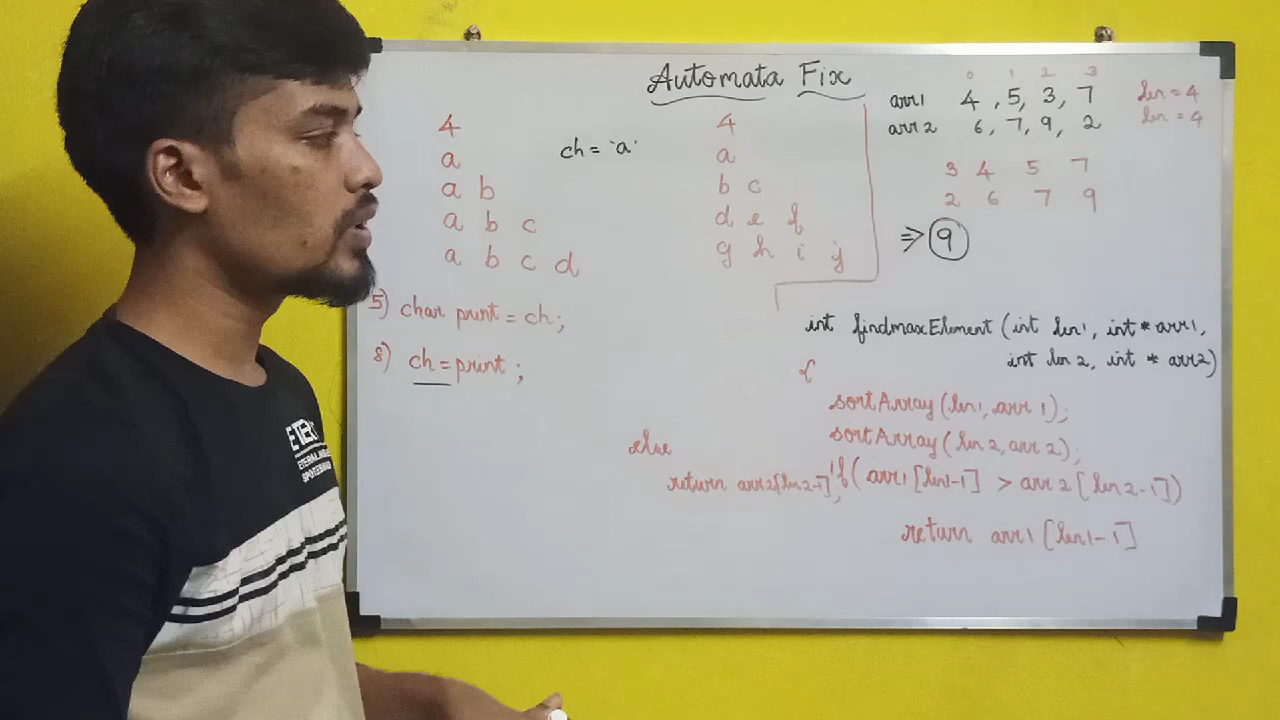 Automata Fix
4
a
a b
a b c
a b c d
ch = 'a'
5) char print = ch;
8) ch = print ;
4
a
b c
d e f
g h i j
0 1 2 3
arr1 4 , 5, 3, 7 len = 4
arr2 6, 7, 9, 2 len = 4
3 4 5 7
2 6 7 9
⇒ 9
int findmaxElement (int len1, int * arr1,
int len2, int * arr2)
{
sortArray (len1, arr1);
sortArray (len2, arr2);
if( arr1 [len1-1] > arr2 [len2-1])
return arr1 [len1-1]
else
return arr2[len2-1];
ETER